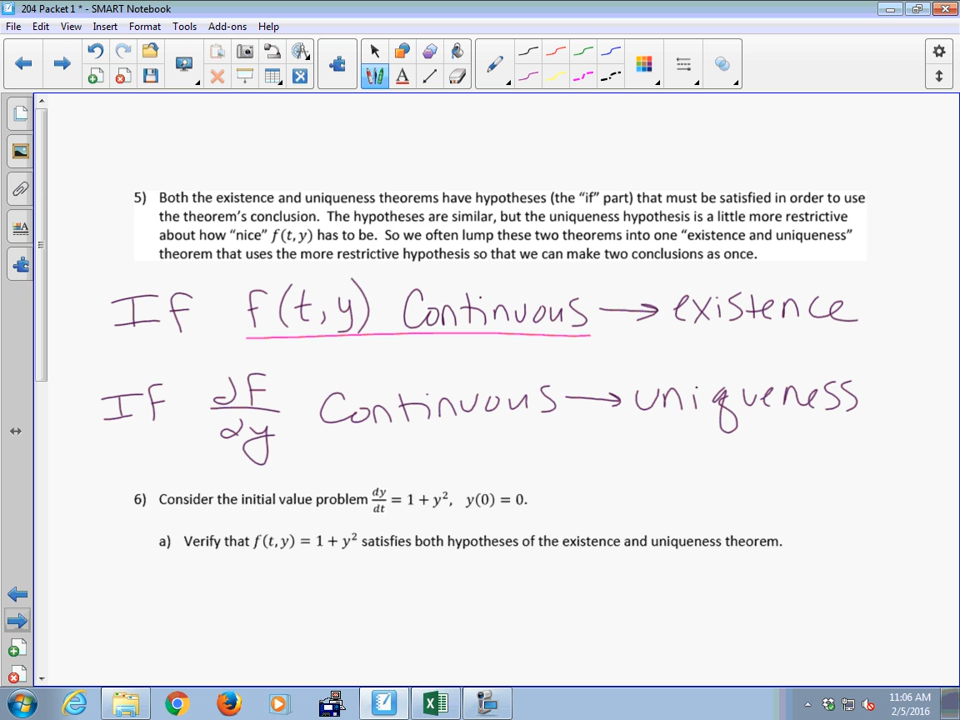 204 Packet 1 * - SMART Notebook
File Edit View Insert Format Tools Add-ons Help
5) Both the existence and uniqueness theorems have hypotheses (the “if” part) that must be satisfied in order to use
the theorem’s conclusion. The hypotheses are similar, but the uniqueness hypothesis is a little more restrictive
about how “nice” f(t, y) has to be. So we often lump these two theorems into one “existence and uniqueness”
theorem that uses the more restrictive hypothesis so that we can make two conclusions as once.
If f(t,y) Continuous → existence
If ∂f/∂y Continuous → uniqueness
6) Consider the initial value problem dy/dt = 1 + y², y(0) = 0.
a) Verify that f(t, y) = 1 + y² satisfies both hypotheses of the existence and uniqueness theorem.
11:06 AM
2/5/2016